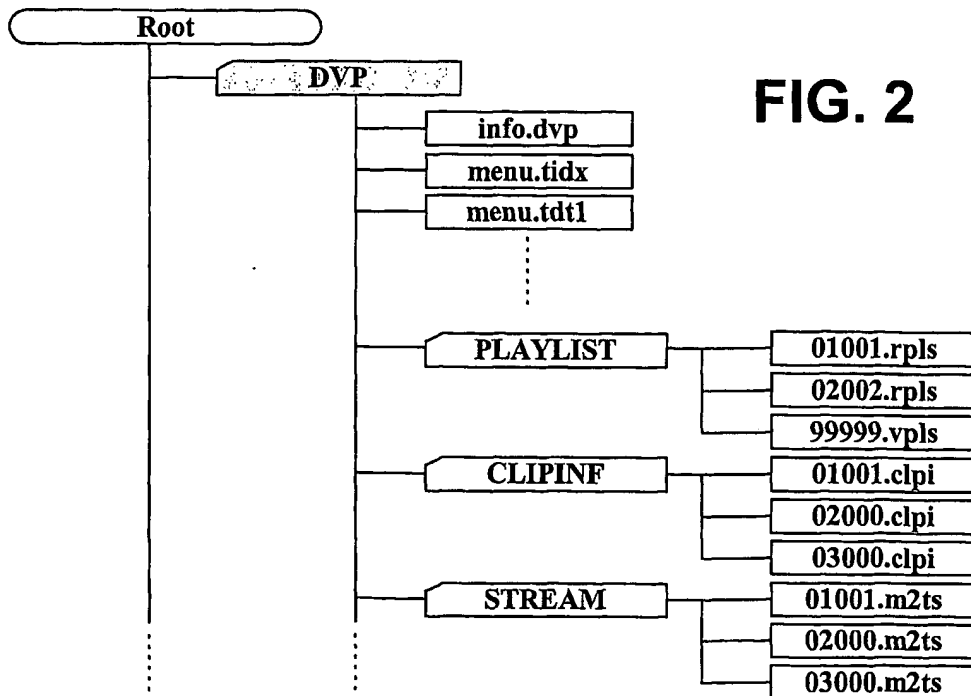 Root
DVP
FIG. 2
info.dvp
menu.tidx
menu.tdt1
PLAYLIST
01001.rpls
02002.rpls
99999.vpls
CLIPINF
01001.clpi
02000.clpi
03000.clpi
STREAM
01001.m2ts
02000.m2ts
03000.m2ts